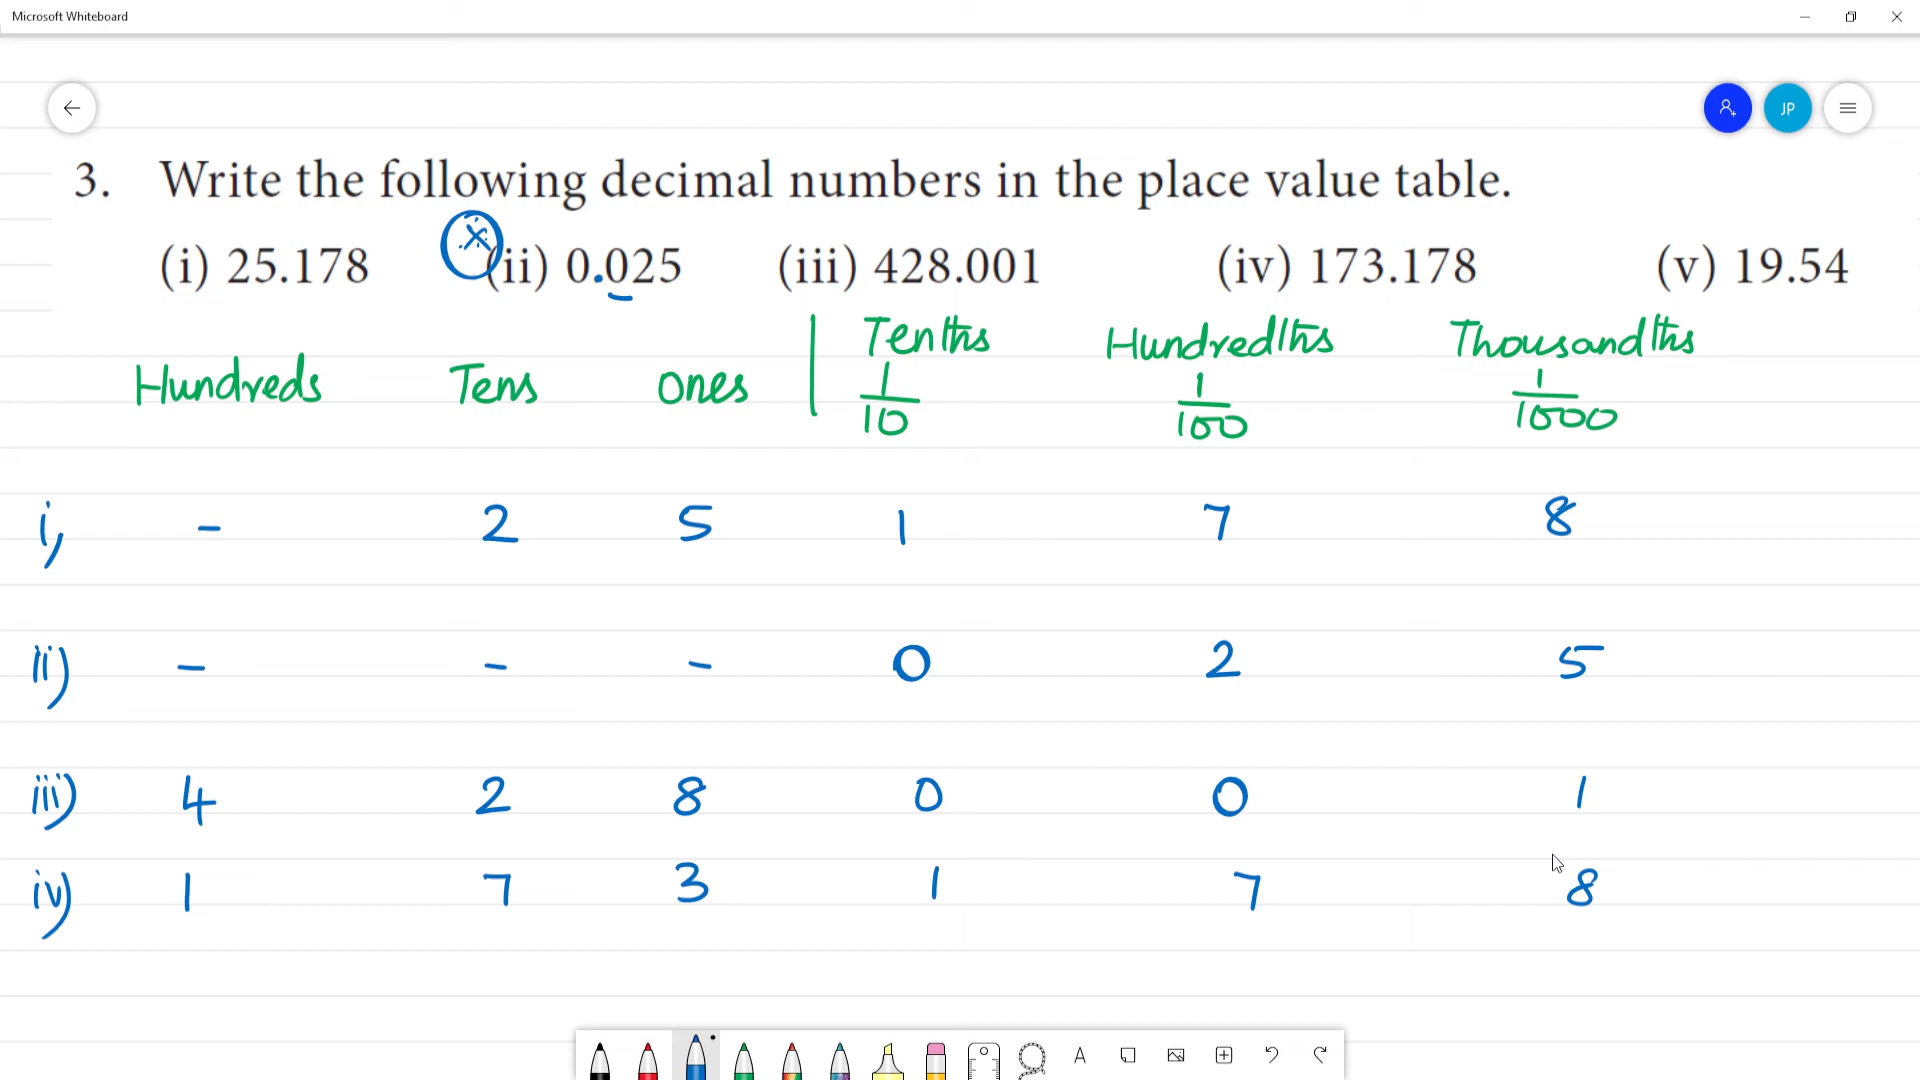 Microsoft Whiteboard
JP
3. Write the following decimal numbers in the place value table.
(i) 25.178 (ii) 0.025 (iii) 428.001 (iv) 173.178 (v) 19.54
Hundreds Tens ones | Tenths 1/10 Hundredths 1/100 Thousandths 1/1000
i, - 2 5 1 7 8
ii) - - - 0 2 5
iii) 4 2 8 0 0 1
iv) 1 7 3 1 7 8
A